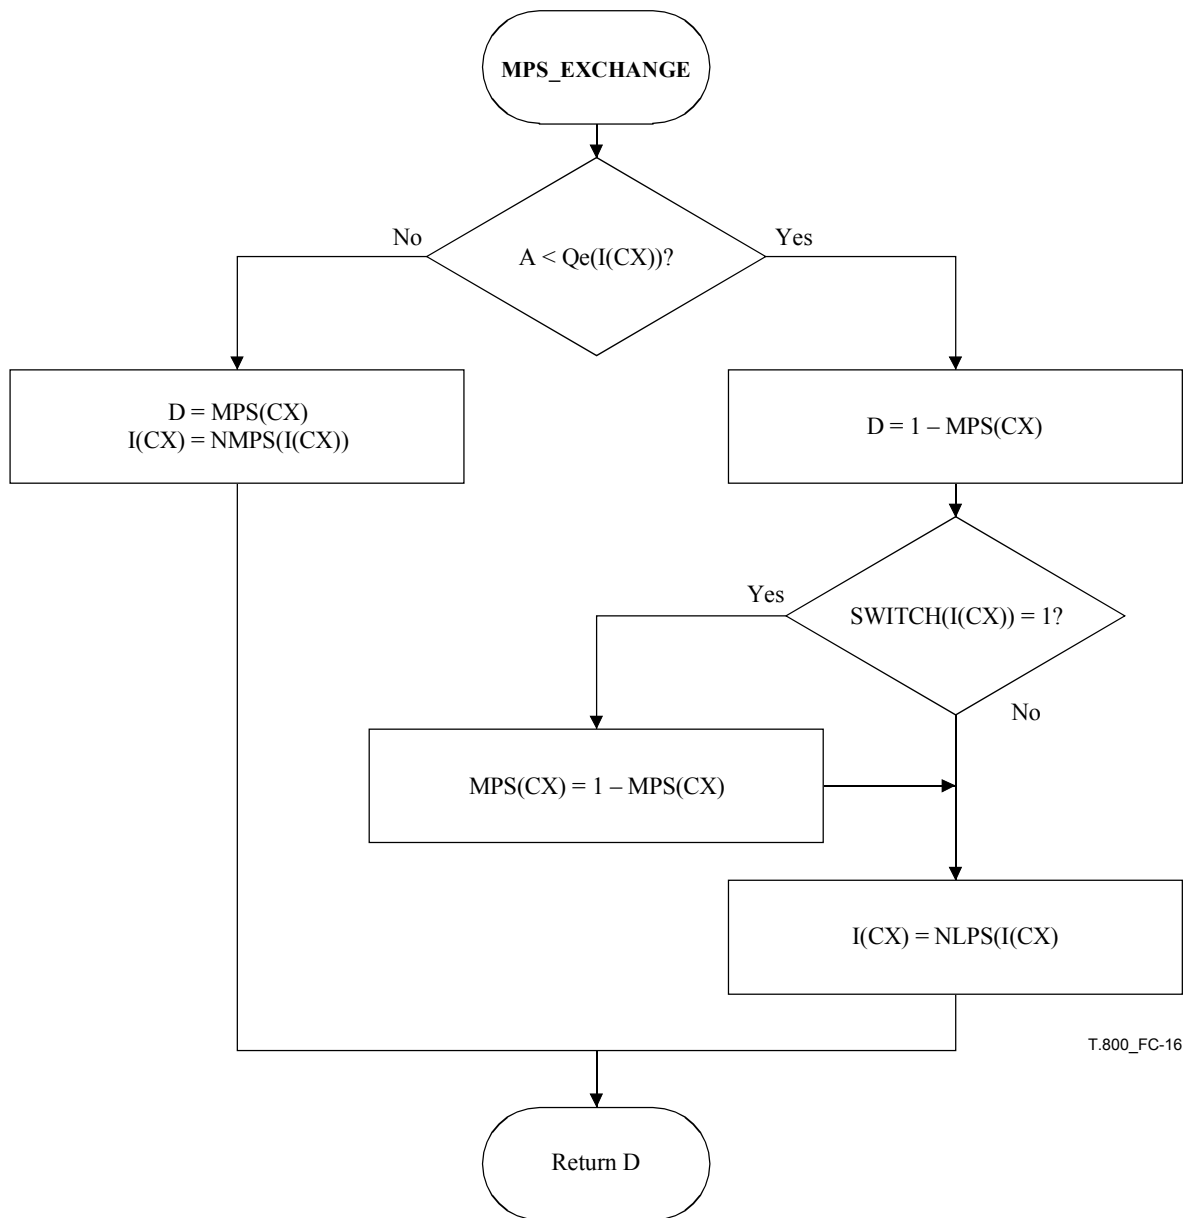 MPS_EXCHANGE
No
Yes
A < Qe(I(CX))?
D = MPS(CX)
I(CX) = NMPS(I(CX))
D = 1 – MPS(CX)
Yes
SWITCH(I(CX)) = 1?
No
MPS(CX) = 1 – MPS(CX)
I(CX) = NLPS(I(CX)
T.800_FC-16
Return D